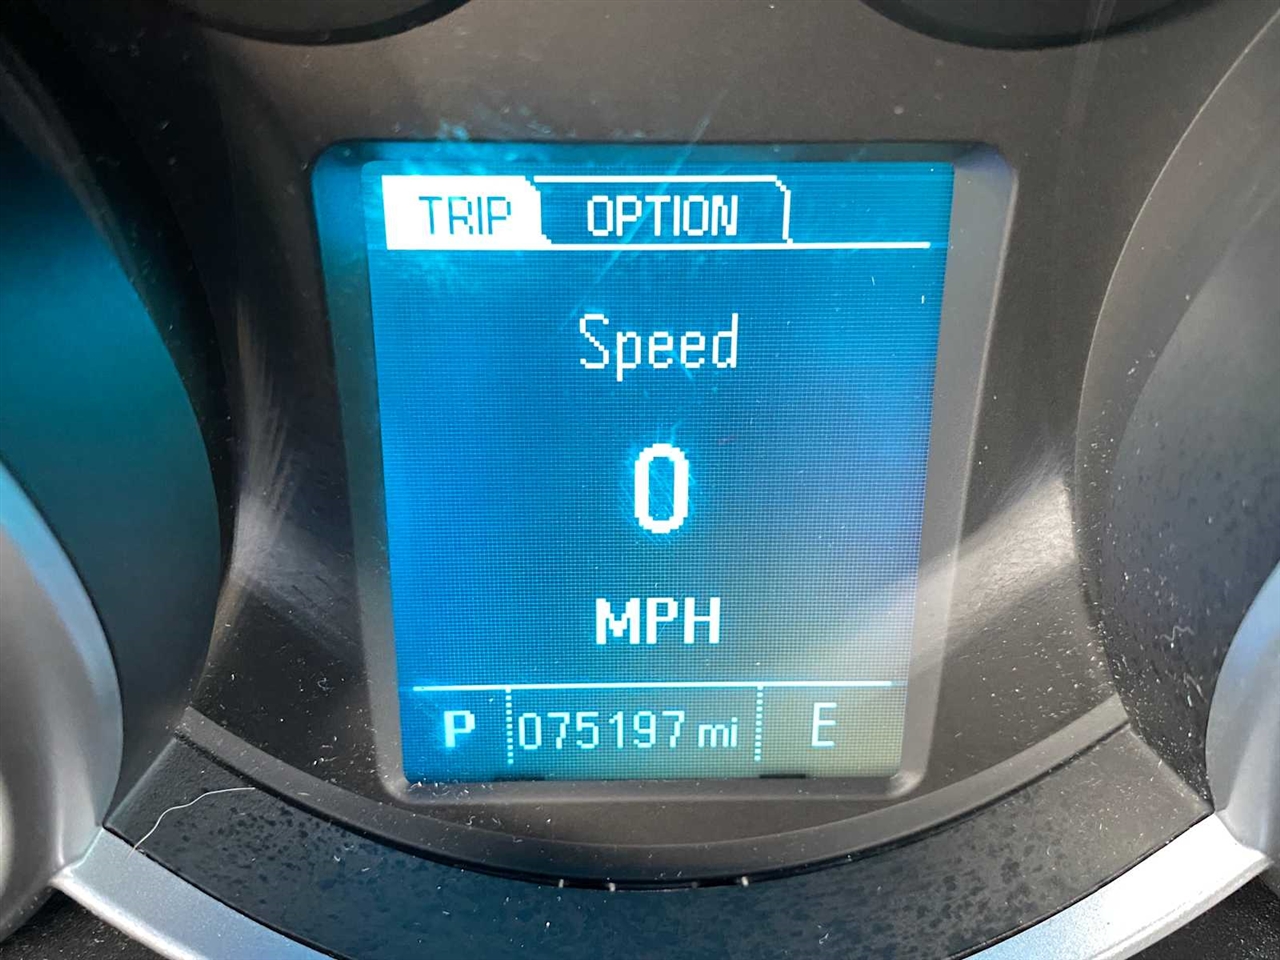 TRIP OPTION
Speed
0
MPH
P 075197 mi E